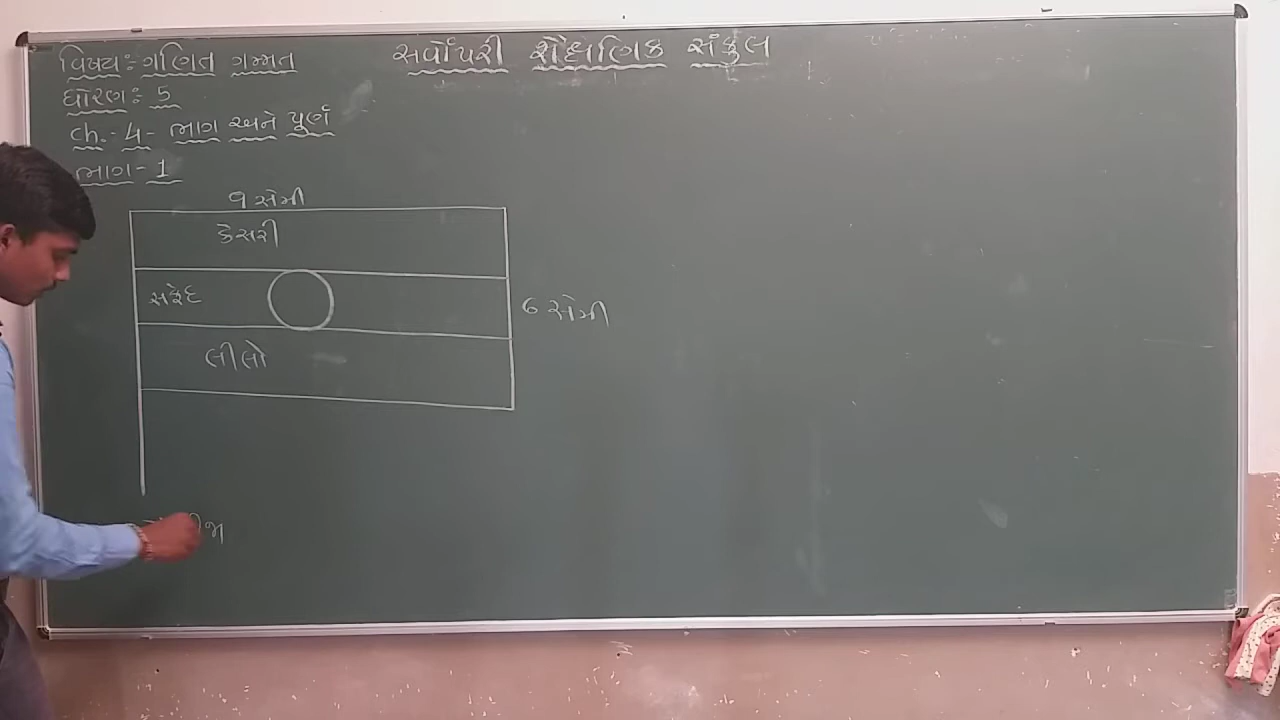 સર્વોપરી શૈક્ષણિક સંકુલ
વિષયઃ- ગણિત ગમ્મત
ધોરણઃ- 5
ch.- 4- ભાગ અને પૂર્ણ
ભાગ- 1
9 સેમી
કેસરી
સફેદ
6 સેમી
લીલો